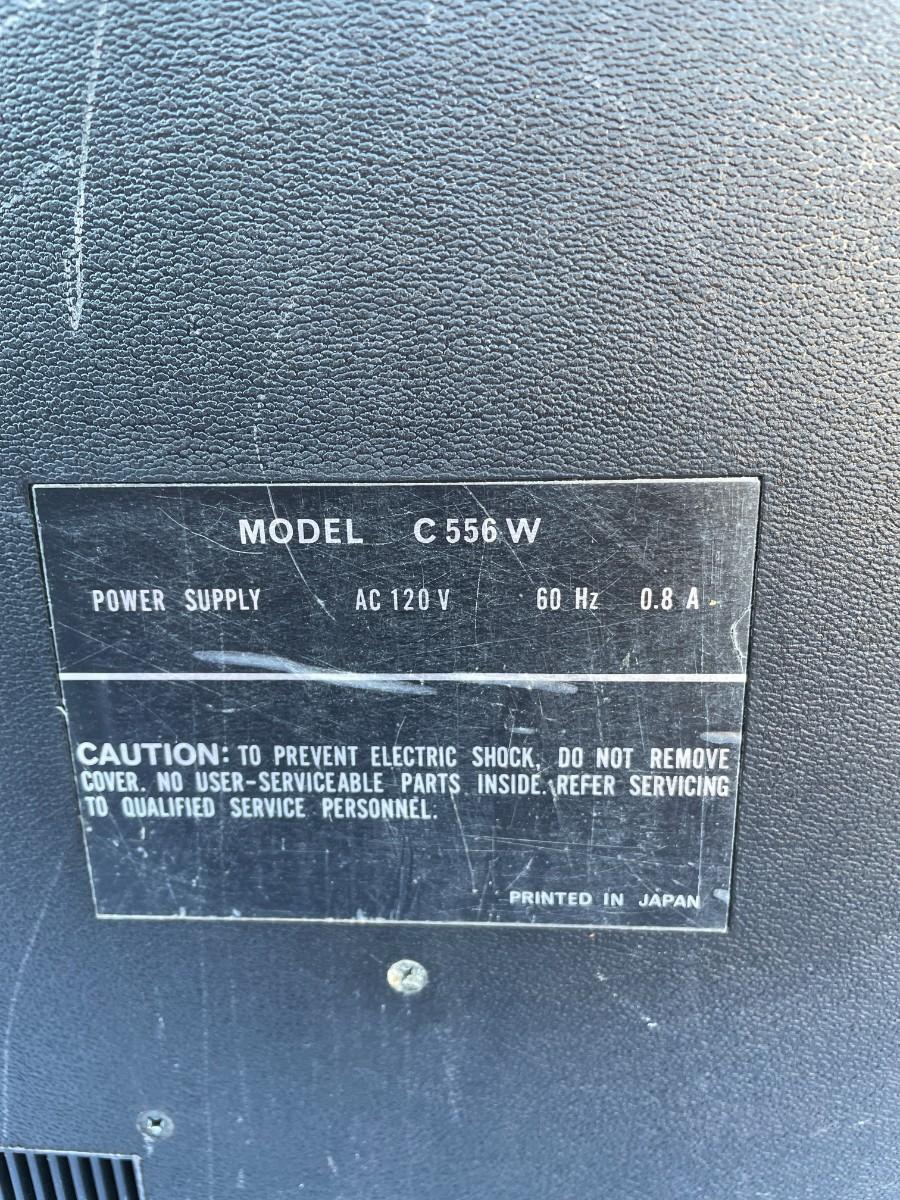 MODEL C556W
POWER SUPPLY AC 120 V 60 Hz 0.8 A
CAUTION: TO PREVENT ELECTRIC SHOCK, DO NOT REMOVE
COVER. NO USER-SERVICEABLE PARTS INSIDE. REFER SERVICING
TO QUALIFIED SERVICE PERSONNEL.
PRINTED IN JAPAN